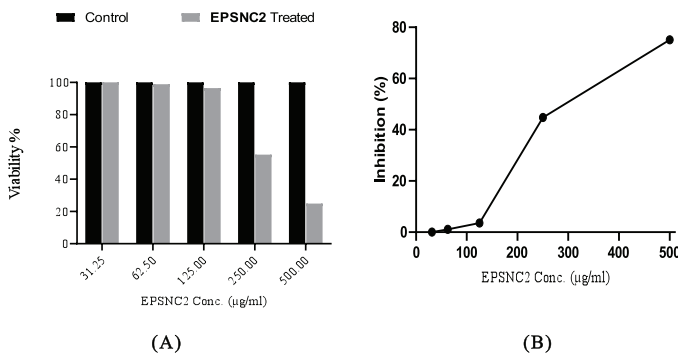 Control EPSNC2 Treated
Viability %
100
80
60
40
20
0
31.25 62.50 125.00 250.00 500.00
EPSNC2 Conc. (µg/ml)
(A)
Inhibition (%)
80
60
40
20
0
0 100 200 300 400 500
EPSNC2 Conc. (µg/ml)
(B)